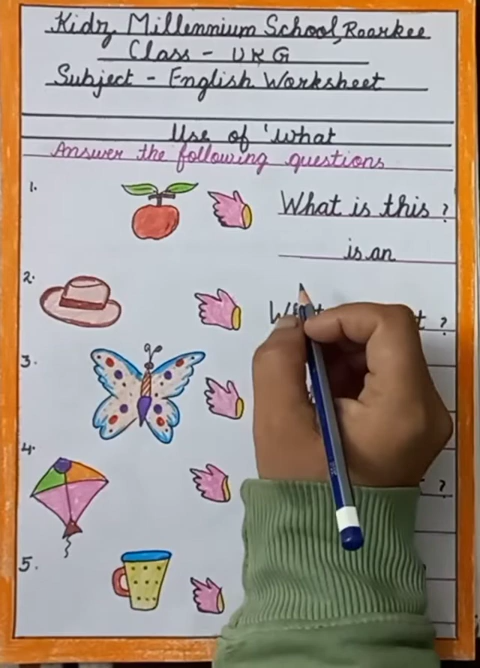 Kidz Millennium School, Roorkee
Class - UKG
Subject - English Worksheet
Use of 'what
Answer the following questions
1.
What is this ?
is an
2.
?
3.
4.
?
5.